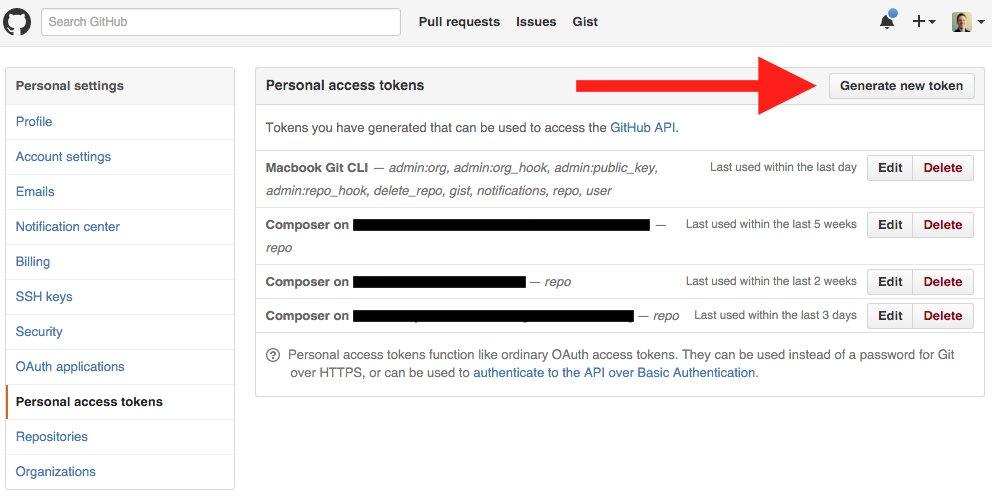 Search GitHub
Pull requests Issues Gist
Personal settings
Profile
Account settings
Emails
Notification center
Billing
SSH keys
Security
OAuth applications
Personal access tokens
Repositories
Organizations
Personal access tokens
Generate new token
Tokens you have generated that can be used to access the GitHub API.
Macbook Git CLI — admin:org, admin:org_hook, admin:public_key,
admin:repo_hook, delete_repo, gist, notifications, repo, user
Last used within the last day
Edit Delete
Composer on —
repo
Last used within the last 5 weeks
Edit Delete
Composer on — repo
Last used within the last 2 weeks
Edit Delete
Composer on — repo
Last used within the last 3 days
Edit Delete
Personal access tokens function like ordinary OAuth access tokens. They can be used instead of a password for Git
over HTTPS, or can be used to authenticate to the API over Basic Authentication.